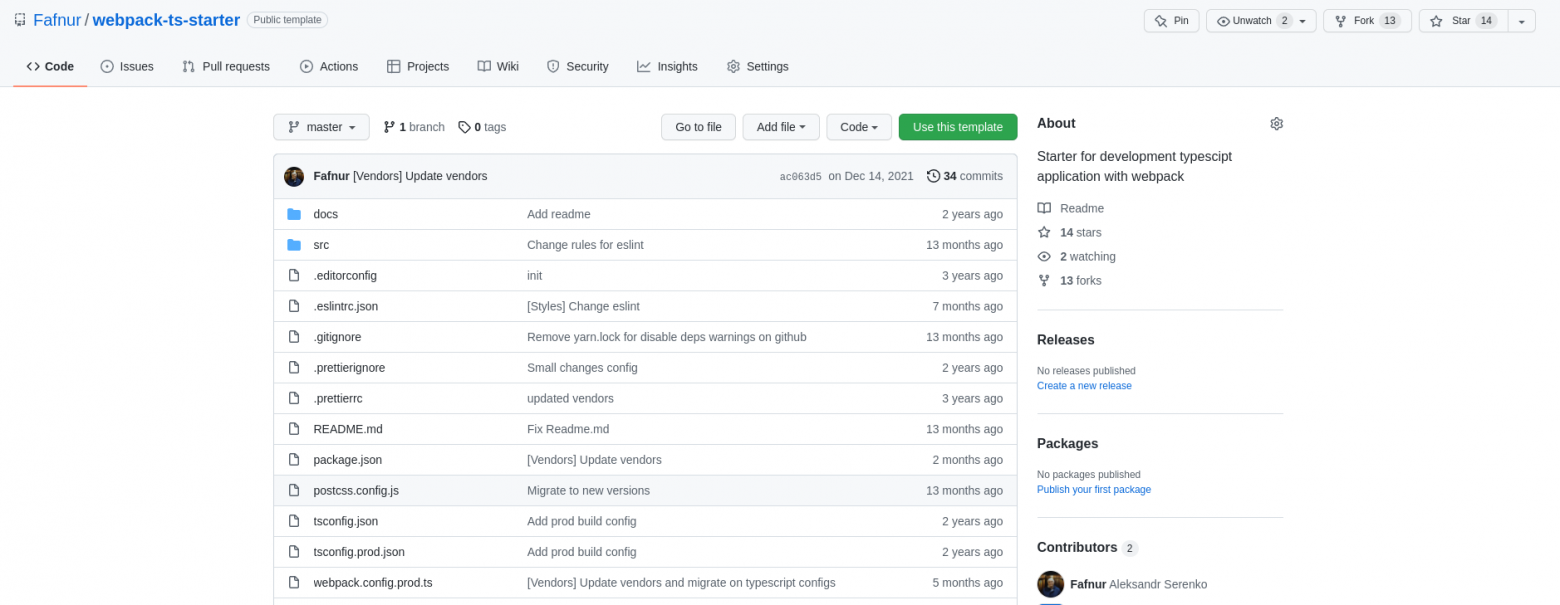 Fafnur / webpack-ts-starter Public template Pin Unwatch 2 Fork 13 Star 14
Code Issues Pull requests Actions Projects Wiki Security Insights Settings
master 1 branch 0 tags Go to file Add file Code Use this template
Fafnur [Vendors] Update vendors ac063d5 on Dec 14, 2021 34 commits
docs Add readme 2 years ago
src Change rules for eslint 13 months ago
.editorconfig init 3 years ago
.eslintrc.json [Styles] Change eslint 7 months ago
.gitignore Remove yarn.lock for disable deps warnings on github 13 months ago
.prettierignore Small changes config 2 years ago
.prettierrc updated vendors 3 years ago
README.md Fix Readme.md 13 months ago
package.json [Vendors] Update vendors 2 months ago
postcss.config.js Migrate to new versions 13 months ago
tsconfig.json Add prod build config 2 years ago
tsconfig.prod.json Add prod build config 2 years ago
webpack.config.prod.ts [Vendors] Update vendors and migrate on typescript configs 5 months ago
About
Starter for development typescipt
application with webpack
Readme
14 stars
2 watching
13 forks
Releases
No releases published
Create a new release
Packages
No packages published
Publish your first package
Contributors 2
Fafnur Aleksandr Serenko